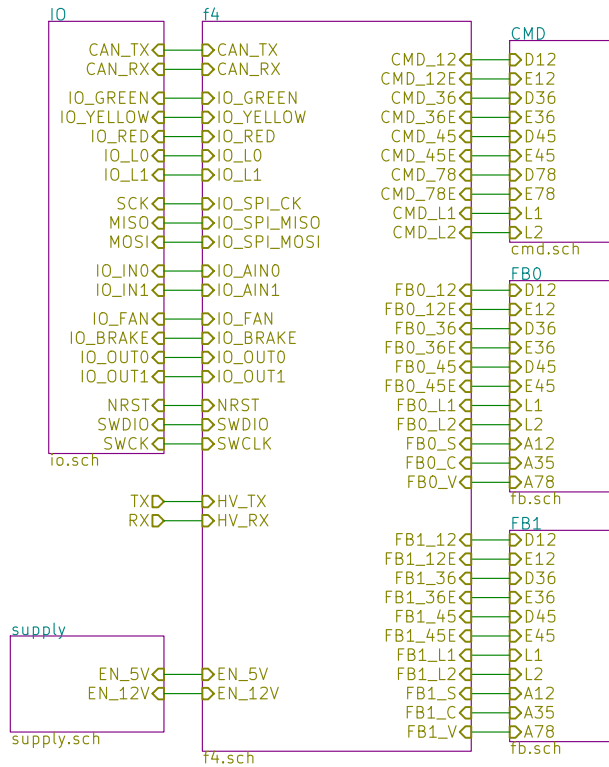 IO
CAN_TX
CAN_RX
IO_GREEN
IO_YELLOW
IO_RED
IO_L0
IO_L1
SCK
MISO
MOSI
IO_IN0
IO_IN1
IO_FAN
IO_BRAKE
IO_OUT0
IO_OUT1
NRST
SWDIO
SWCK
io.sch
TX
RX
supply
EN_5V
EN_12V
supply.sch
f4
CAN_TX
CAN_RX
IO_GREEN
IO_YELLOW
IO_RED
IO_L0
IO_L1
IO_SPI_CK
IO_SPI_MISO
IO_SPI_MOSI
IO_AIN0
IO_AIN1
IO_FAN
IO_BRAKE
IO_OUT0
IO_OUT1
NRST
SWDIO
SWCLK
HV_TX
HV_RX
EN_5V
EN_12V
CMD_12
CMD_12E
CMD_36
CMD_36E
CMD_45
CMD_45E
CMD_78
CMD_78E
CMD_L1
CMD_L2
FB0_12
FB0_12E
FB0_36
FB0_36E
FB0_45
FB0_45E
FB0_L1
FB0_L2
FB0_S
FB0_C
FB0_V
FB1_12
FB1_12E
FB1_36
FB1_36E
FB1_45
FB1_45E
FB1_L1
FB1_L2
FB1_S
FB1_C
FB1_V
f4.sch
CMD
D12
E12
D36
E36
D45
E45
D78
E78
L1
L2
cmd.sch
FB0
D12
E12
D36
E36
D45
E45
L1
L2
A12
A35
A78
fb.sch
FB1
D12
E12
D36
E36
D45
E45
L1
L2
A12
A35
A78
fb.sch